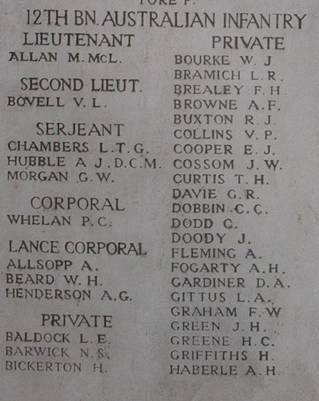 12TH BN. AUSTRALIAN INFANTRY
LIEUTENANT
ALLAN M. McL.
SECOND LIEUT.
BOVELL V. L.
SERJEANT
CHAMBERS L.T.G.
HUBBLE A J.D.C.M.
MORGAN G.W.
CORPORAL
WHELAN P.C.
LANCE CORPORAL
ALLSOPP A.
BEARD W. H.
HENDERSON A.G.
PRIVATE
BALDOCK L. E.
BARWICK N. S.
BICKERTON H.
PRIVATE
BOURKE W. J
BRAMICH L. R.
BREALEY F. H
BROWNE A.F.
BUXTON R J.
COLLINS V. P.
COOPER E. J.
COSSOM J. W.
CURTIS T. H.
DAVIE G. R.
DOBBIN C. C.
DODD C.
DOODY J.
FLEMING A.
FOGARTY A.H.
GARDINER D. A.
GITTUS L. A.
GRAHAM F. W
GREEN J. H.
GREENE H. C.
GRIFFITHS H.
HABERLE A. H.